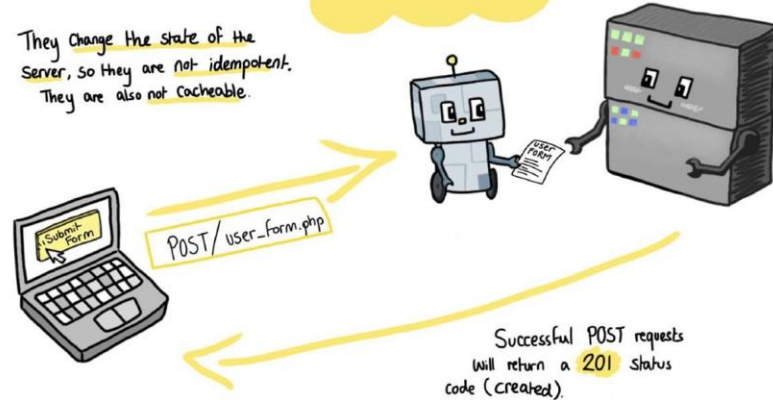 They change the state of the
Server, so they are not idempotent.
They are also not cacheable.
user
FORM
Submit
Form
POST/user_form.php
Successful POST requests
will return a 201 status
code (created).